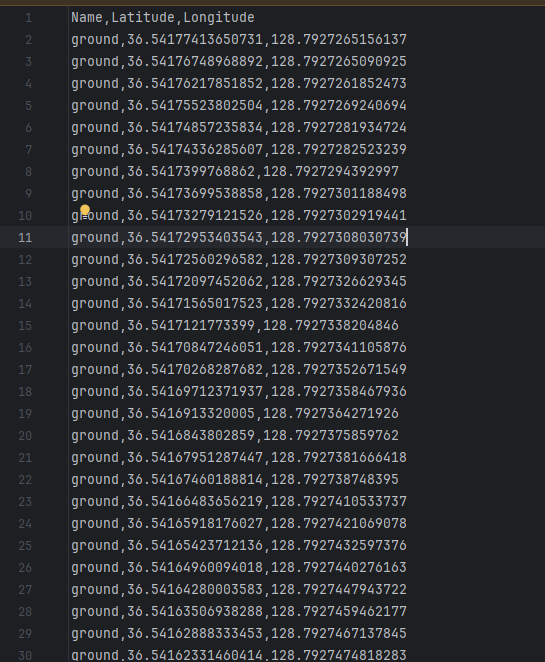 1 Name,Latitude,Longitude
2 ground,36.54177413650731,128.7927265156137
3 ground,36.54176748968892,128.7927265090925
4 ground,36.54176217851852,128.7927261852473
5 ground,36.54175523802504,128.7927269240694
6 ground,36.54174857235834,128.7927281934724
7 ground,36.54174336285607,128.7927282523239
8 ground,36.5417399768862,128.7927294392997
9 ground,36.54173699538858,128.7927301188498
10 ground,36.54173279121526,128.7927302919441
11 ground,36.54172953403543,128.7927308030739
12 ground,36.54172560296582,128.7927309307252
13 ground,36.54172097452062,128.7927326629345
14 ground,36.54171565017523,128.7927332420816
15 ground,36.5417121773399,128.7927338204846
16 ground,36.54170847246051,128.7927341105876
17 ground,36.54170268287682,128.7927352671549
18 ground,36.54169712371937,128.7927358467936
19 ground,36.5416913320005,128.7927364271926
20 ground,36.5416843802859,128.7927375859762
21 ground,36.54167951287447,128.7927381666418
22 ground,36.54167460188814,128.792738748395
23 ground,36.54166483656219,128.7927410533737
24 ground,36.54165918176027,128.7927421069078
25 ground,36.54165423712136,128.7927432597376
26 ground,36.54164960094018,128.7927440276163
27 ground,36.54164280003583,128.7927447943722
28 ground,36.54163506938288,128.7927459462177
29 ground,36.54162888333453,128.7927467137845
30 ground,36.54162331460414,128.7927474818283